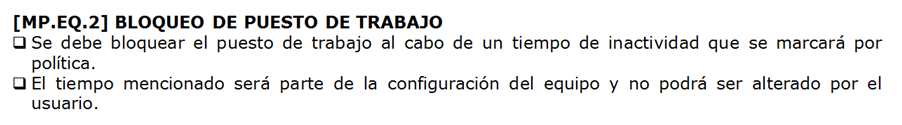 [MP.EQ.2] BLOQUEO DE PUESTO DE TRABAJO
❑ Se debe bloquear el puesto de trabajo al cabo de un tiempo de inactividad que se marcará por
política.
❑ El tiempo mencionado será parte de la configuración del equipo y no podrá ser alterado por el
usuario.